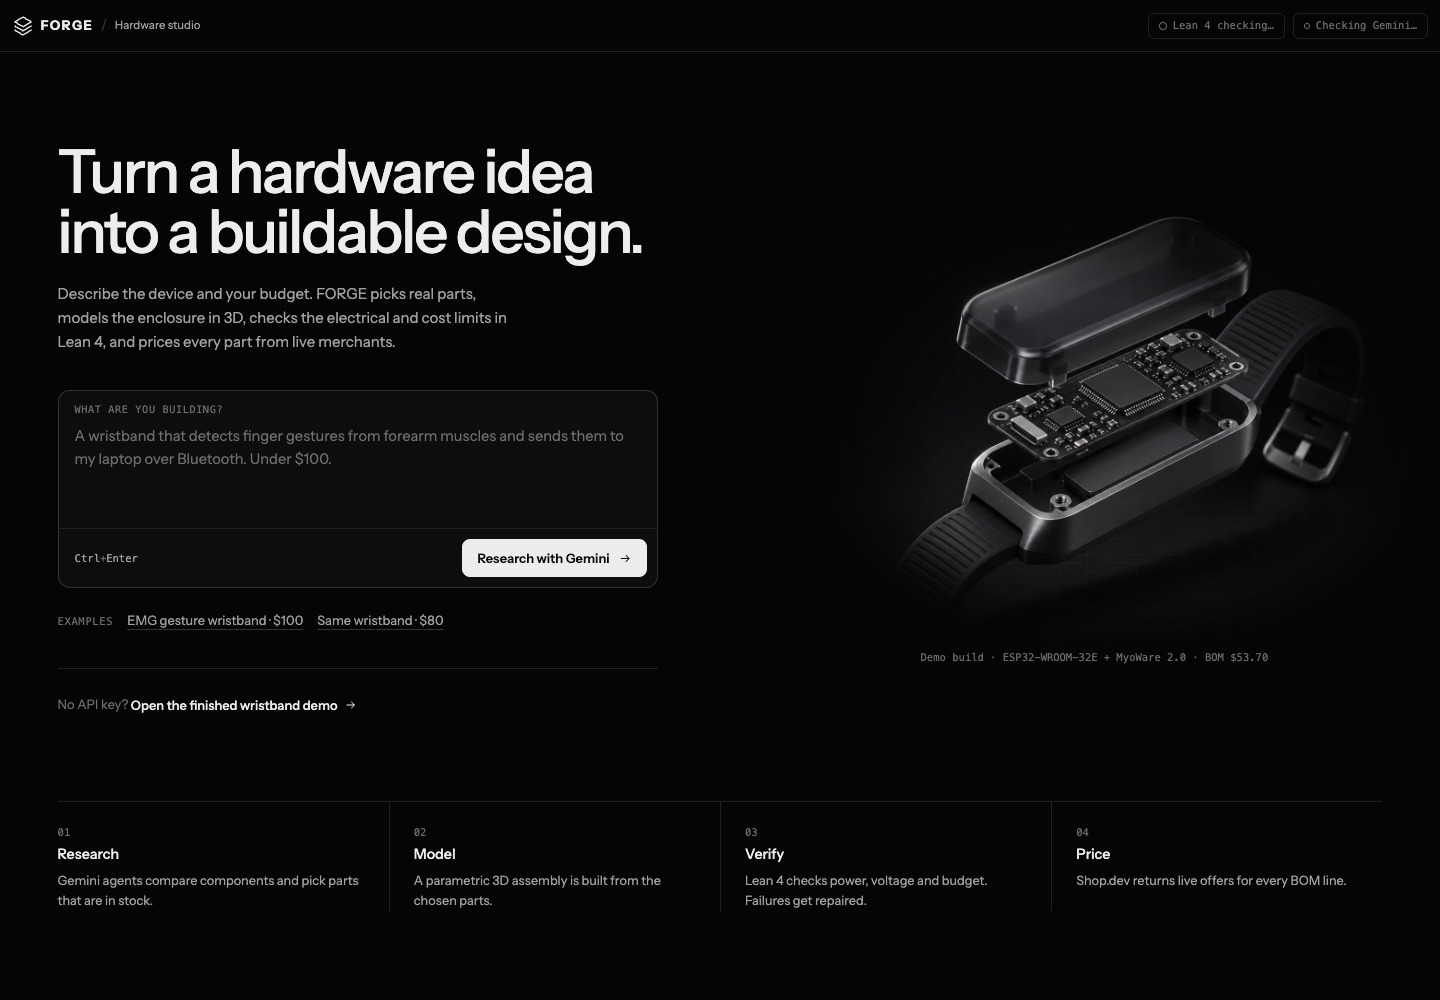 FORGE / Hardware studio
Lean 4 checking…
Checking Gemini…
Turn a hardware idea
into a buildable design.
Describe the device and your budget. FORGE picks real parts,
models the enclosure in 3D, checks the electrical and cost limits in
Lean 4, and prices every part from live merchants.
WHAT ARE YOU BUILDING?
A wristband that detects finger gestures from forearm muscles and sends them to
my laptop over Bluetooth. Under $100.
Ctrl+Enter
Research with Gemini →
EXAMPLES
EMG gesture wristband · $100
Same wristband · $80
Demo build · ESP32-WROOM-32E + MyoWare 2.0 · BOM $53.70
No API key? Open the finished wristband demo →
01
Research
Gemini agents compare components and pick parts
that are in stock.
02
Model
A parametric 3D assembly is built from the
chosen parts.
03
Verify
Lean 4 checks power, voltage and budget.
Failures get repaired.
04
Price
Shop.dev returns live offers for every BOM line.